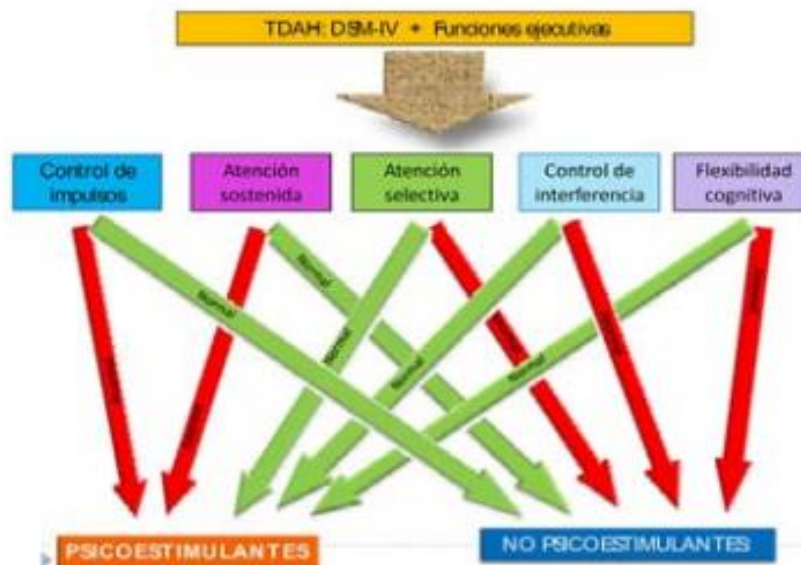 TDAH: DSM-IV + Funciones ejecutivas
Control de
impulsos
Atención
sostenida
Atención
selectiva
Control de
interferencia
Flexibilidad
cognitiva
Normal
Normal
Normal
Normal
Normal
PSICOESTIMULANTES
NO PSICOESTIMULANTES